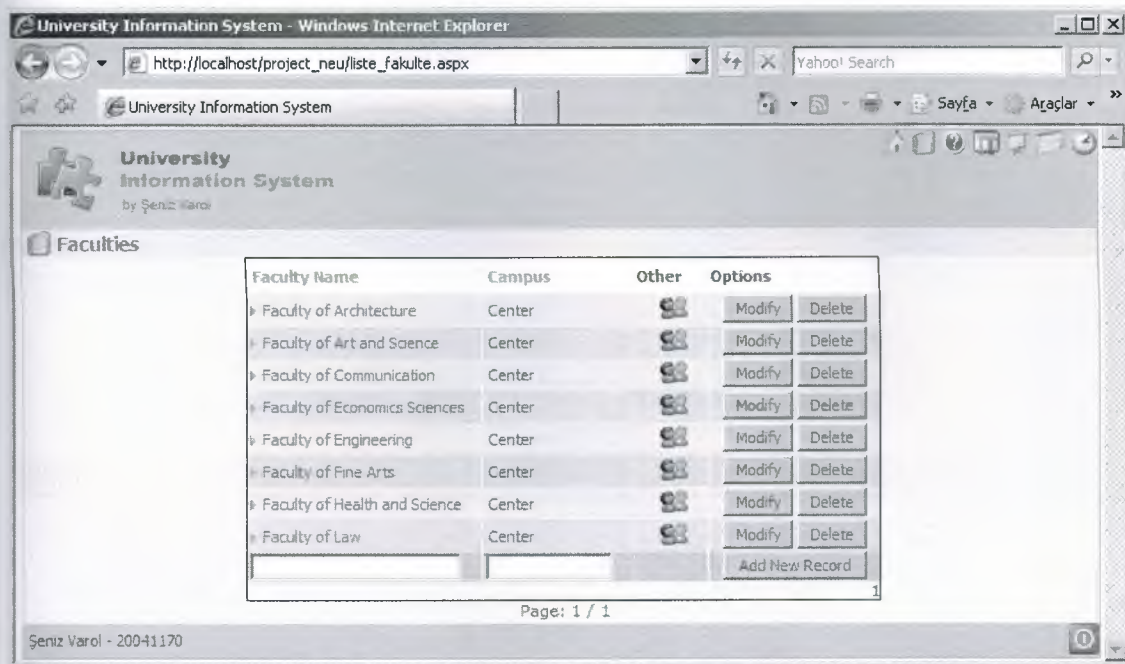 University Information System - Windows Internet Explorer
http://localhost/project_neu/liste_fakulte.aspx
Yahoo! Search
University Information System
Sayfa
Araçlar
University
Information System
by Şeniz Varol
Faculties
Faculty Name Campus Other Options
Faculty of Architecture Center Modify Delete
Faculty of Art and Science Center Modify Delete
Faculty of Communication Center Modify Delete
Faculty of Economics Sciences Center Modify Delete
Faculty of Engineering Center Modify Delete
Faculty of Fine Arts Center Modify Delete
Faculty of Health and Science Center Modify Delete
Faculty of Law Center Modify Delete
Add New Record
1
Page: 1 / 1
Şeniz Varol - 20041170